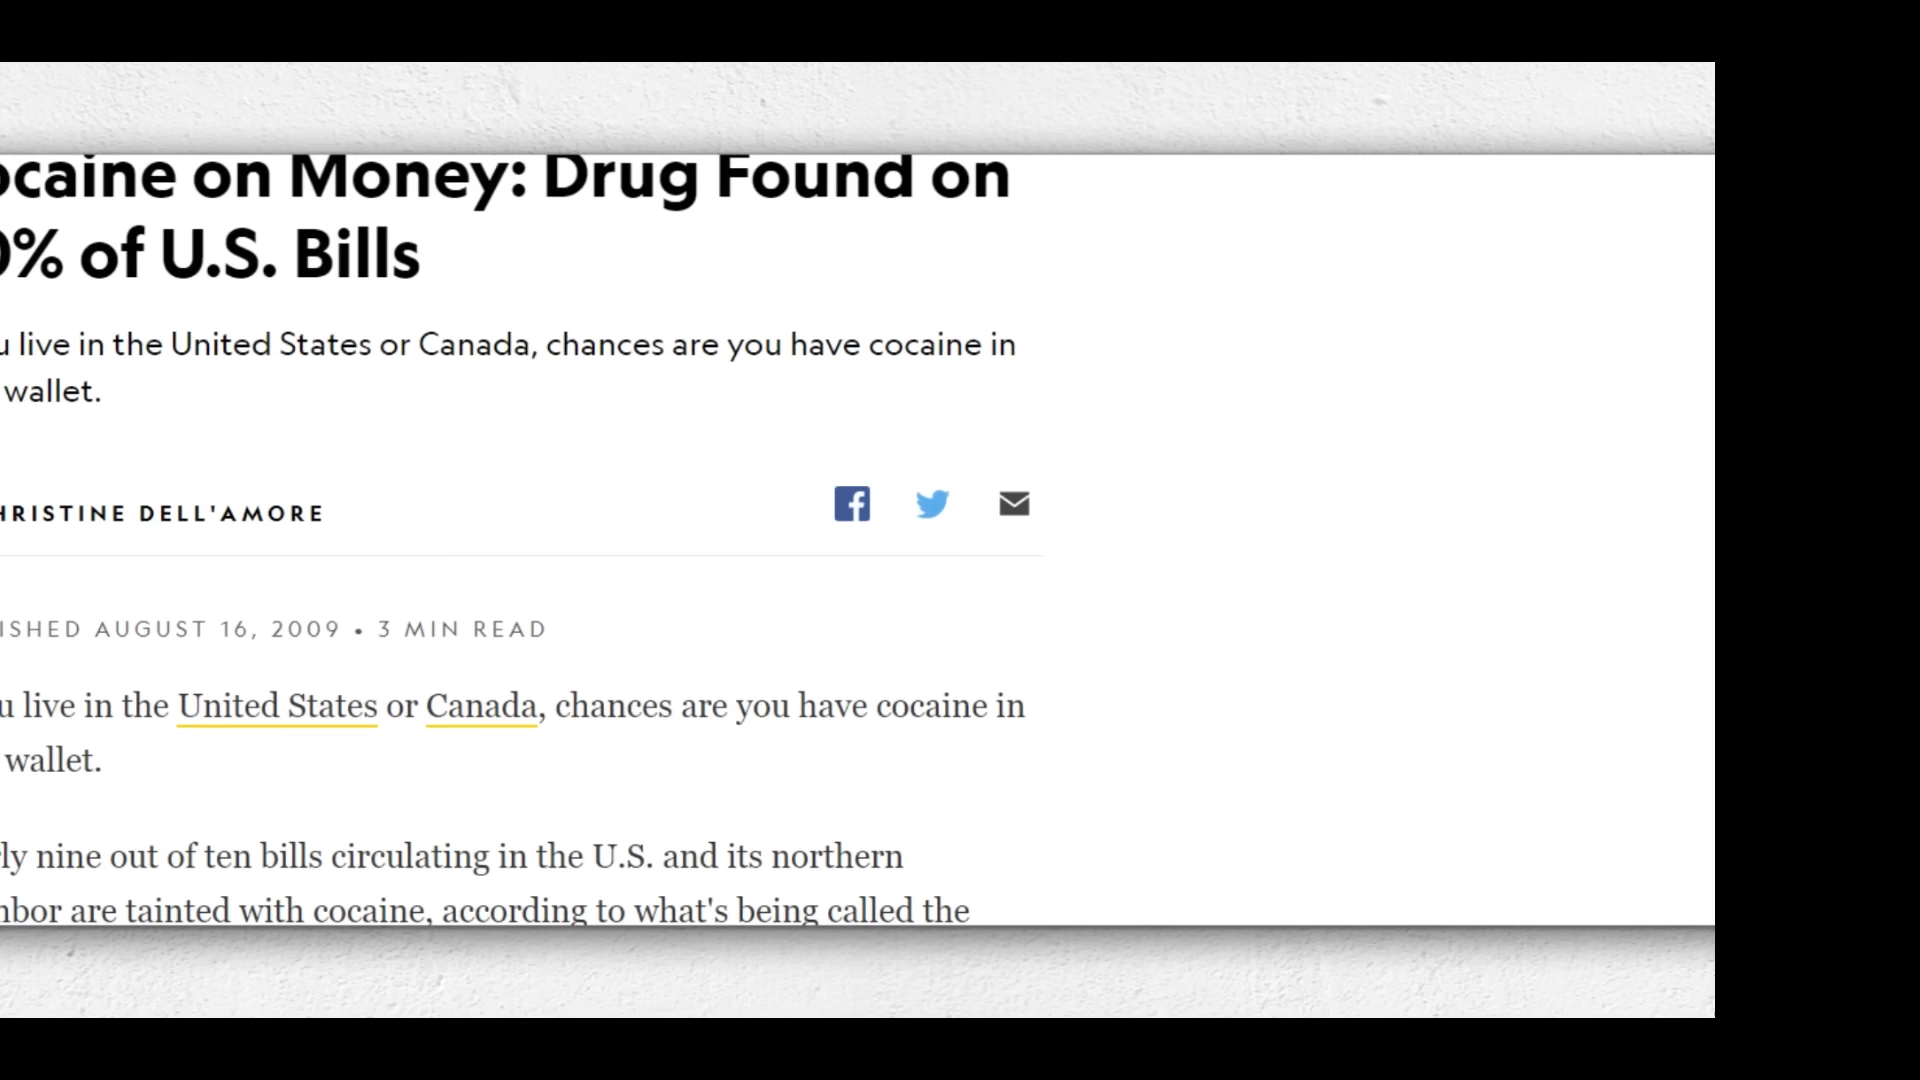 ocaine on Money: Drug Found on
0% of U.S. Bills
u live in the United States or Canada, chances are you have cocaine in
wallet.
HRISTINE DELL'AMORE
ISHED AUGUST 16, 2009 • 3 MIN READ
u live in the United States or Canada, chances are you have cocaine in
wallet.
ly nine out of ten bills circulating in the U.S. and its northern
hbor are tainted with cocaine, according to what's being called the